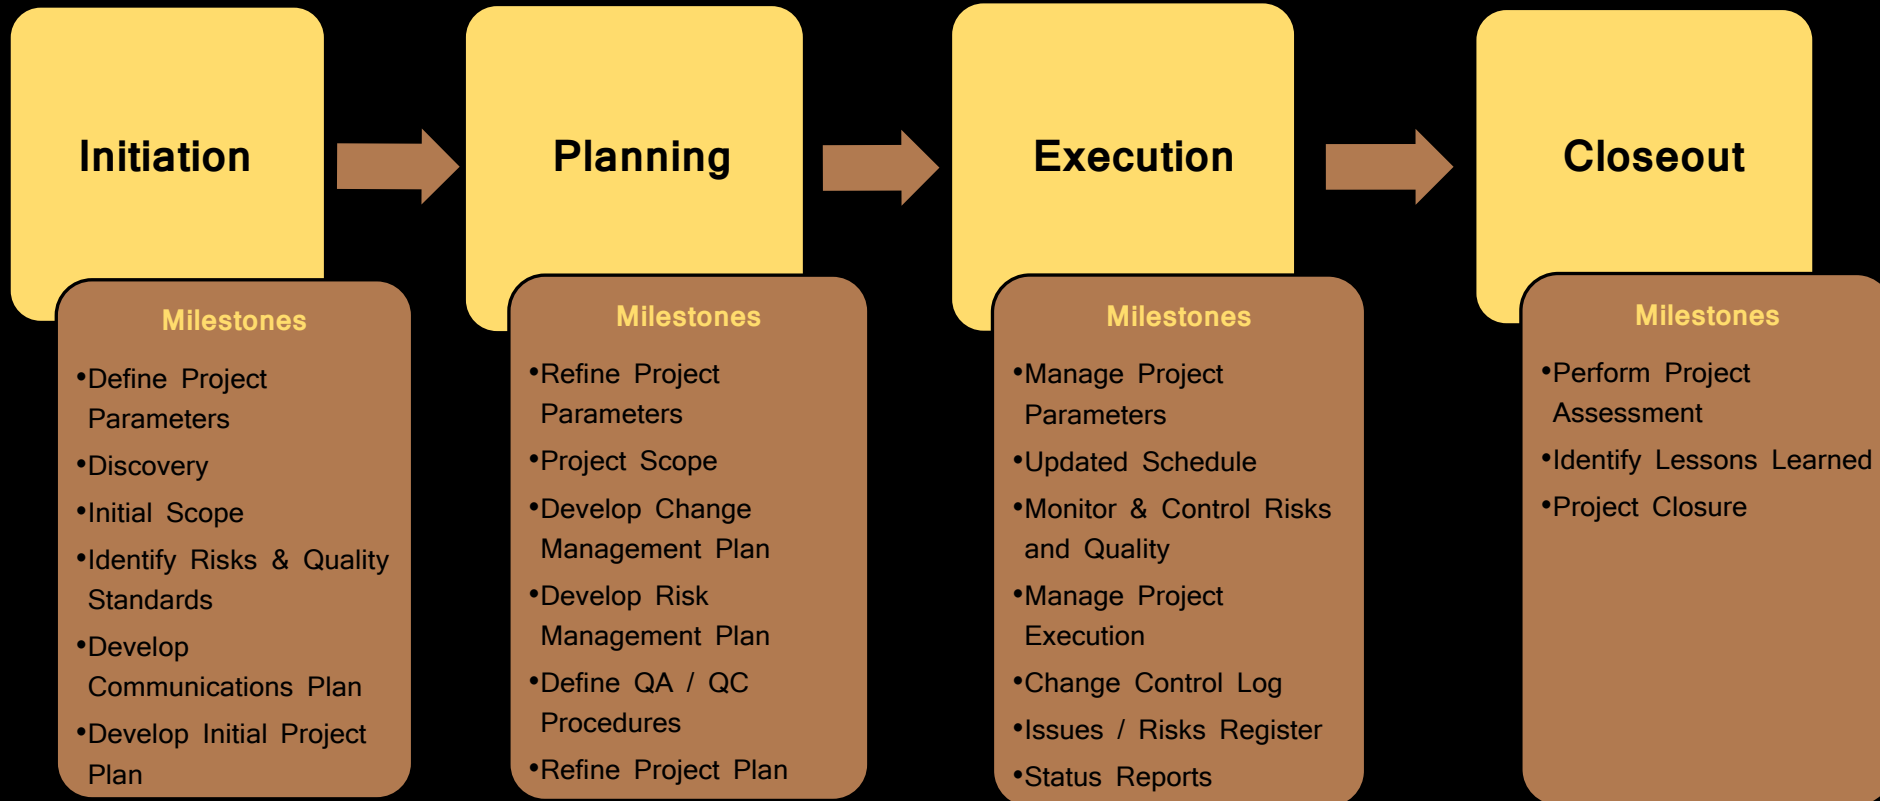 Initiation
Planning
Execution
Closeout
Milestones
•Define Project
Parameters
•Discovery
•Initial Scope
•Identify Risks & Quality
Standards
•Develop
Communications Plan
•Develop Initial Project
Plan
Milestones
•Refine Project
Parameters
•Project Scope
•Develop Change
Management Plan
•Develop Risk
Management Plan
•Define QA / QC
Procedures
•Refine Project Plan
Milestones
•Manage Project
Parameters
•Updated Schedule
•Monitor & Control Risks
and Quality
•Manage Project
Execution
•Change Control Log
•Issues / Risks Register
•Status Reports
Milestones
•Perform Project
Assessment
•Identify Lessons Learned
•Project Closure